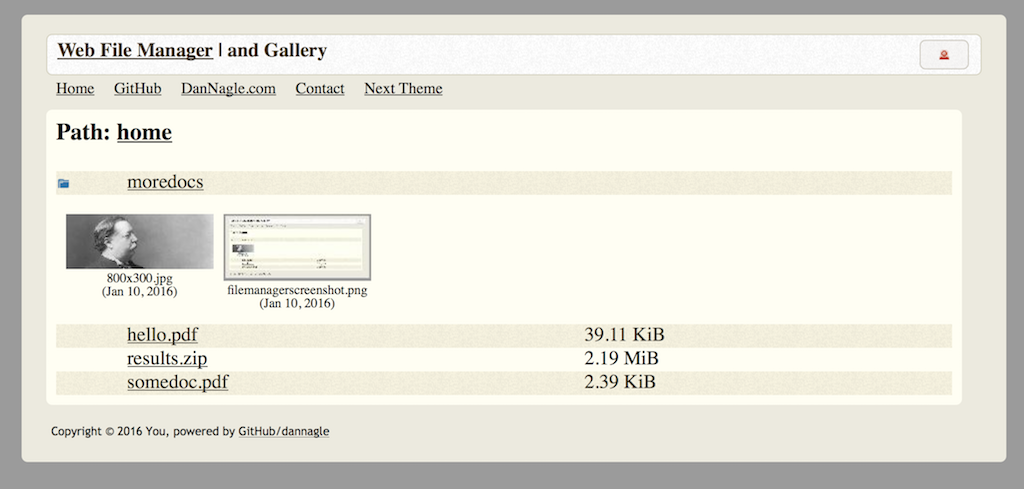 Web File Manager | and Gallery
Home GitHub DanNagle.com Contact Next Theme
Path: home
moredocs
800x300.jpg
(Jan 10, 2016)
filemanagerscreenshot.png
(Jan 10, 2016)
hello.pdf 39.11 KiB
results.zip 2.19 MiB
somedoc.pdf 2.39 KiB
Copyright © 2016 You, powered by GitHub/dannagle